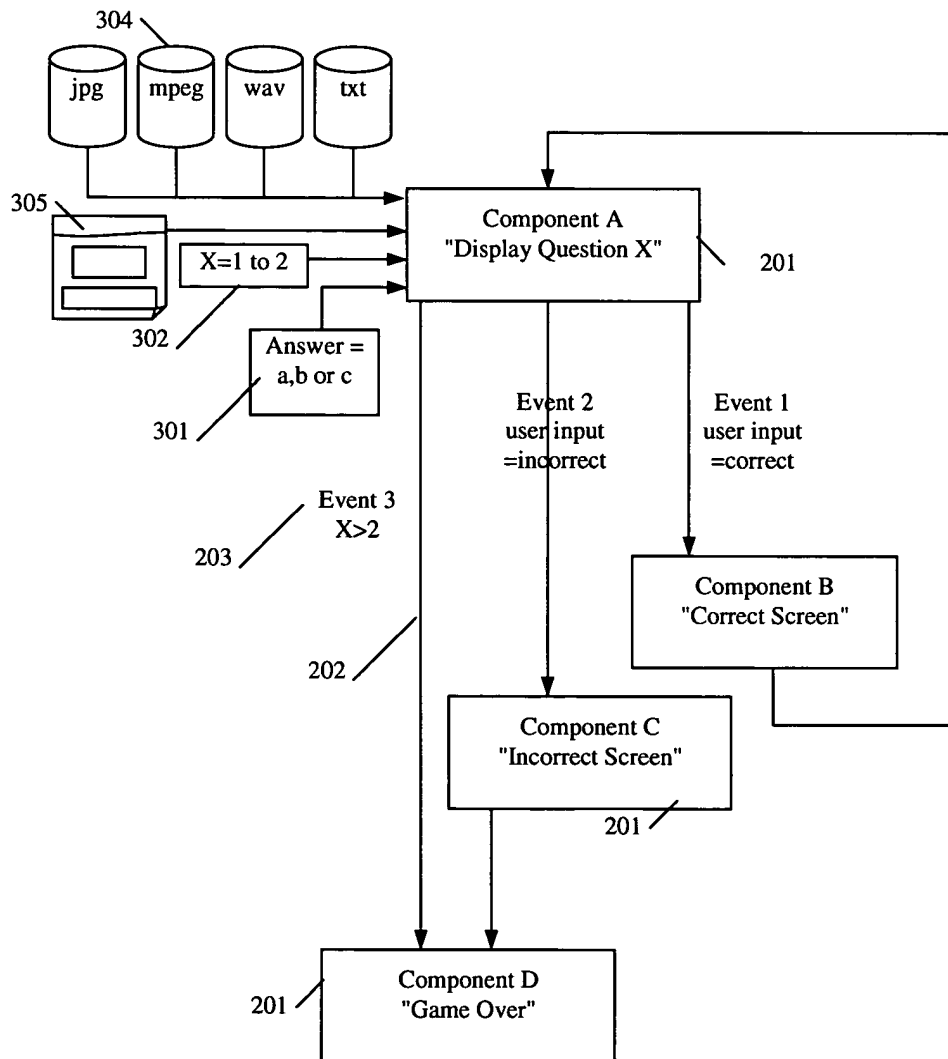 304
jpg
mpeg
wav
txt
305
Component A
"Display Question X"
201
X=1 to 2
302
Answer =
a,b or c
301
Event 2
user input
=incorrect
Event 1
user input
=correct
Event 3
X>2
203
Component B
"Correct Screen"
202
Component C
"Incorrect Screen"
201
Component D
"Game Over"
201